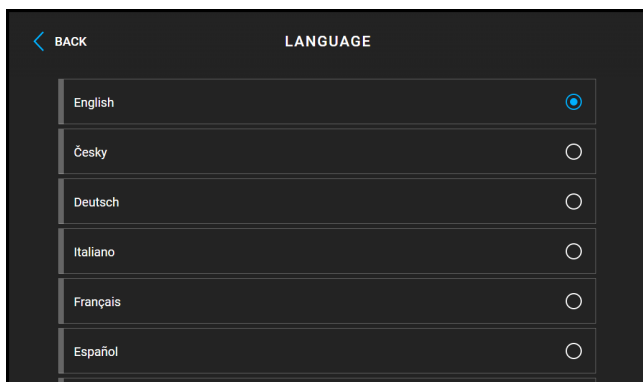 BACK
LANGUAGE
English
Česky
Deutsch
Italiano
Français
Español